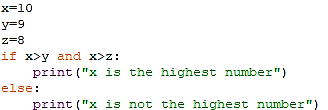 x=10
y=9
z=8
if x>y and x>z:
    print("x is the highest number")
else:
    print("x is not the highest number")